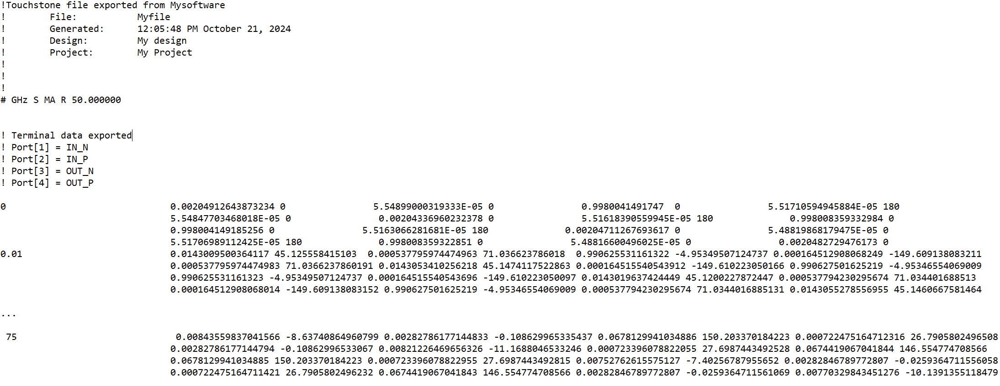 !Touchstone file exported from Mysoftware
! File: Myfile
! Generated: 12:05:48 PM October 21, 2024
! Design: My design
! Project: My Project
!
!
!
# GHz S MA R 50.000000
! Terminal data exported
! Port[1] = IN_N
! Port[2] = IN_P
! Port[3] = OUT_N
! Port[4] = OUT_P
0 0.00204912643873234 0 5.54899000319333E-05 0 0.9980041491747 0 5.51710594945884E-05 180
5.54847703468018E-05 0 0.00204336960232378 0 5.51618390559945E-05 180 0.998008359332984 0
0.998004149185256 0 5.5163066281681E-05 180 0.00204711267693617 0 5.48819868179475E-05 0
5.51706989112425E-05 180 0.998008359322851 0 5.48816600496025E-05 0 0.0020482729476173 0
0.01 0.0143009500364117 45.125558415103 0.000537795974474963 71.036623786018 0.990625531161322 -4.95349507124737 0.000164512908068249 -149.609138083211
0.000537795974474983 71.0366237860191 0.0143053410256218 45.1474117522863 0.000164515540543912 -149.610223050166 0.990627501625219 -4.95346554069009
0.990625531161323 -4.95349507124737 0.000164515540543696 -149.610223050097 0.0143019637424449 45.1200227872447 0.000537794230295674 71.034401688513
0.000164512908068014 -149.609138083152 0.990627501625219 -4.95346554069009 0.000537794230295674 71.0344016885131 0.0143055278556955 45.1460667581464
...
75 0.00843559837041566 -8.63740864960799 0.00282786177144833 -0.108629965335437 0.0678129941034886 150.203370184223 0.000722475164712316 26.7905802496508
0.00282786177144794 -0.10862996533067 0.00821226469656326 -11.1688046533246 0.000723396078822055 27.6987443492528 0.0674419067041844 146.554774708566
0.0678129941034885 150.203370184223 0.000723396078822955 27.6987443492815 0.00752762615575127 -7.40256787955652 0.00282846789772807 -0.0259364711556058
0.000722475164711421 26.7905802496232 0.0674419067041843 146.554774708566 0.00282846789772807 -0.0259364711561069 0.00770329843451276 -10.1391355118479